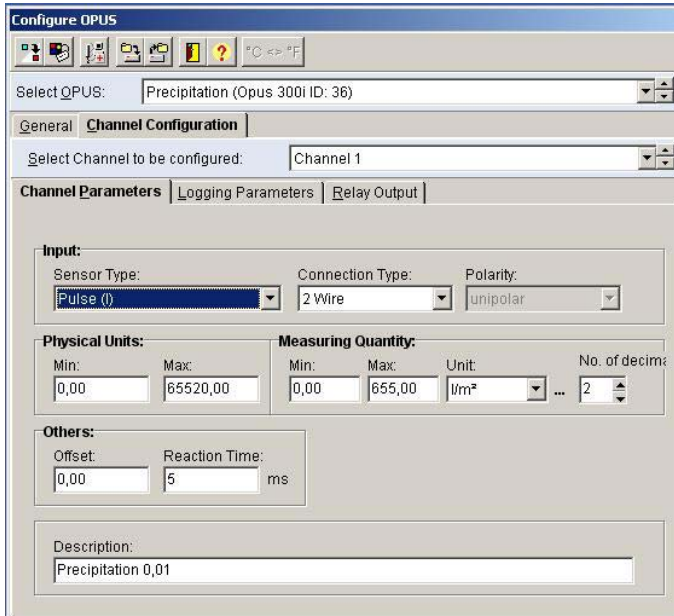 Configure OPUS
°C <> °F
Select OPUS: Precipitation (Opus 300i ID: 36)
General Channel Configuration
Select Channel to be configured: Channel 1
Channel Parameters Logging Parameters Relay Output
Input:
Sensor Type: Connection Type: Polarity:
Pulse (I) 2 Wire unipolar
Physical Units: Measuring Quantity:
Min: Max: Min: Max: Unit: No. of decima
0,00 65520,00 0,00 655,00 l/m² ... 2
Others:
Offset: Reaction Time:
0,00 5 ms
Description:
Precipitation 0,01